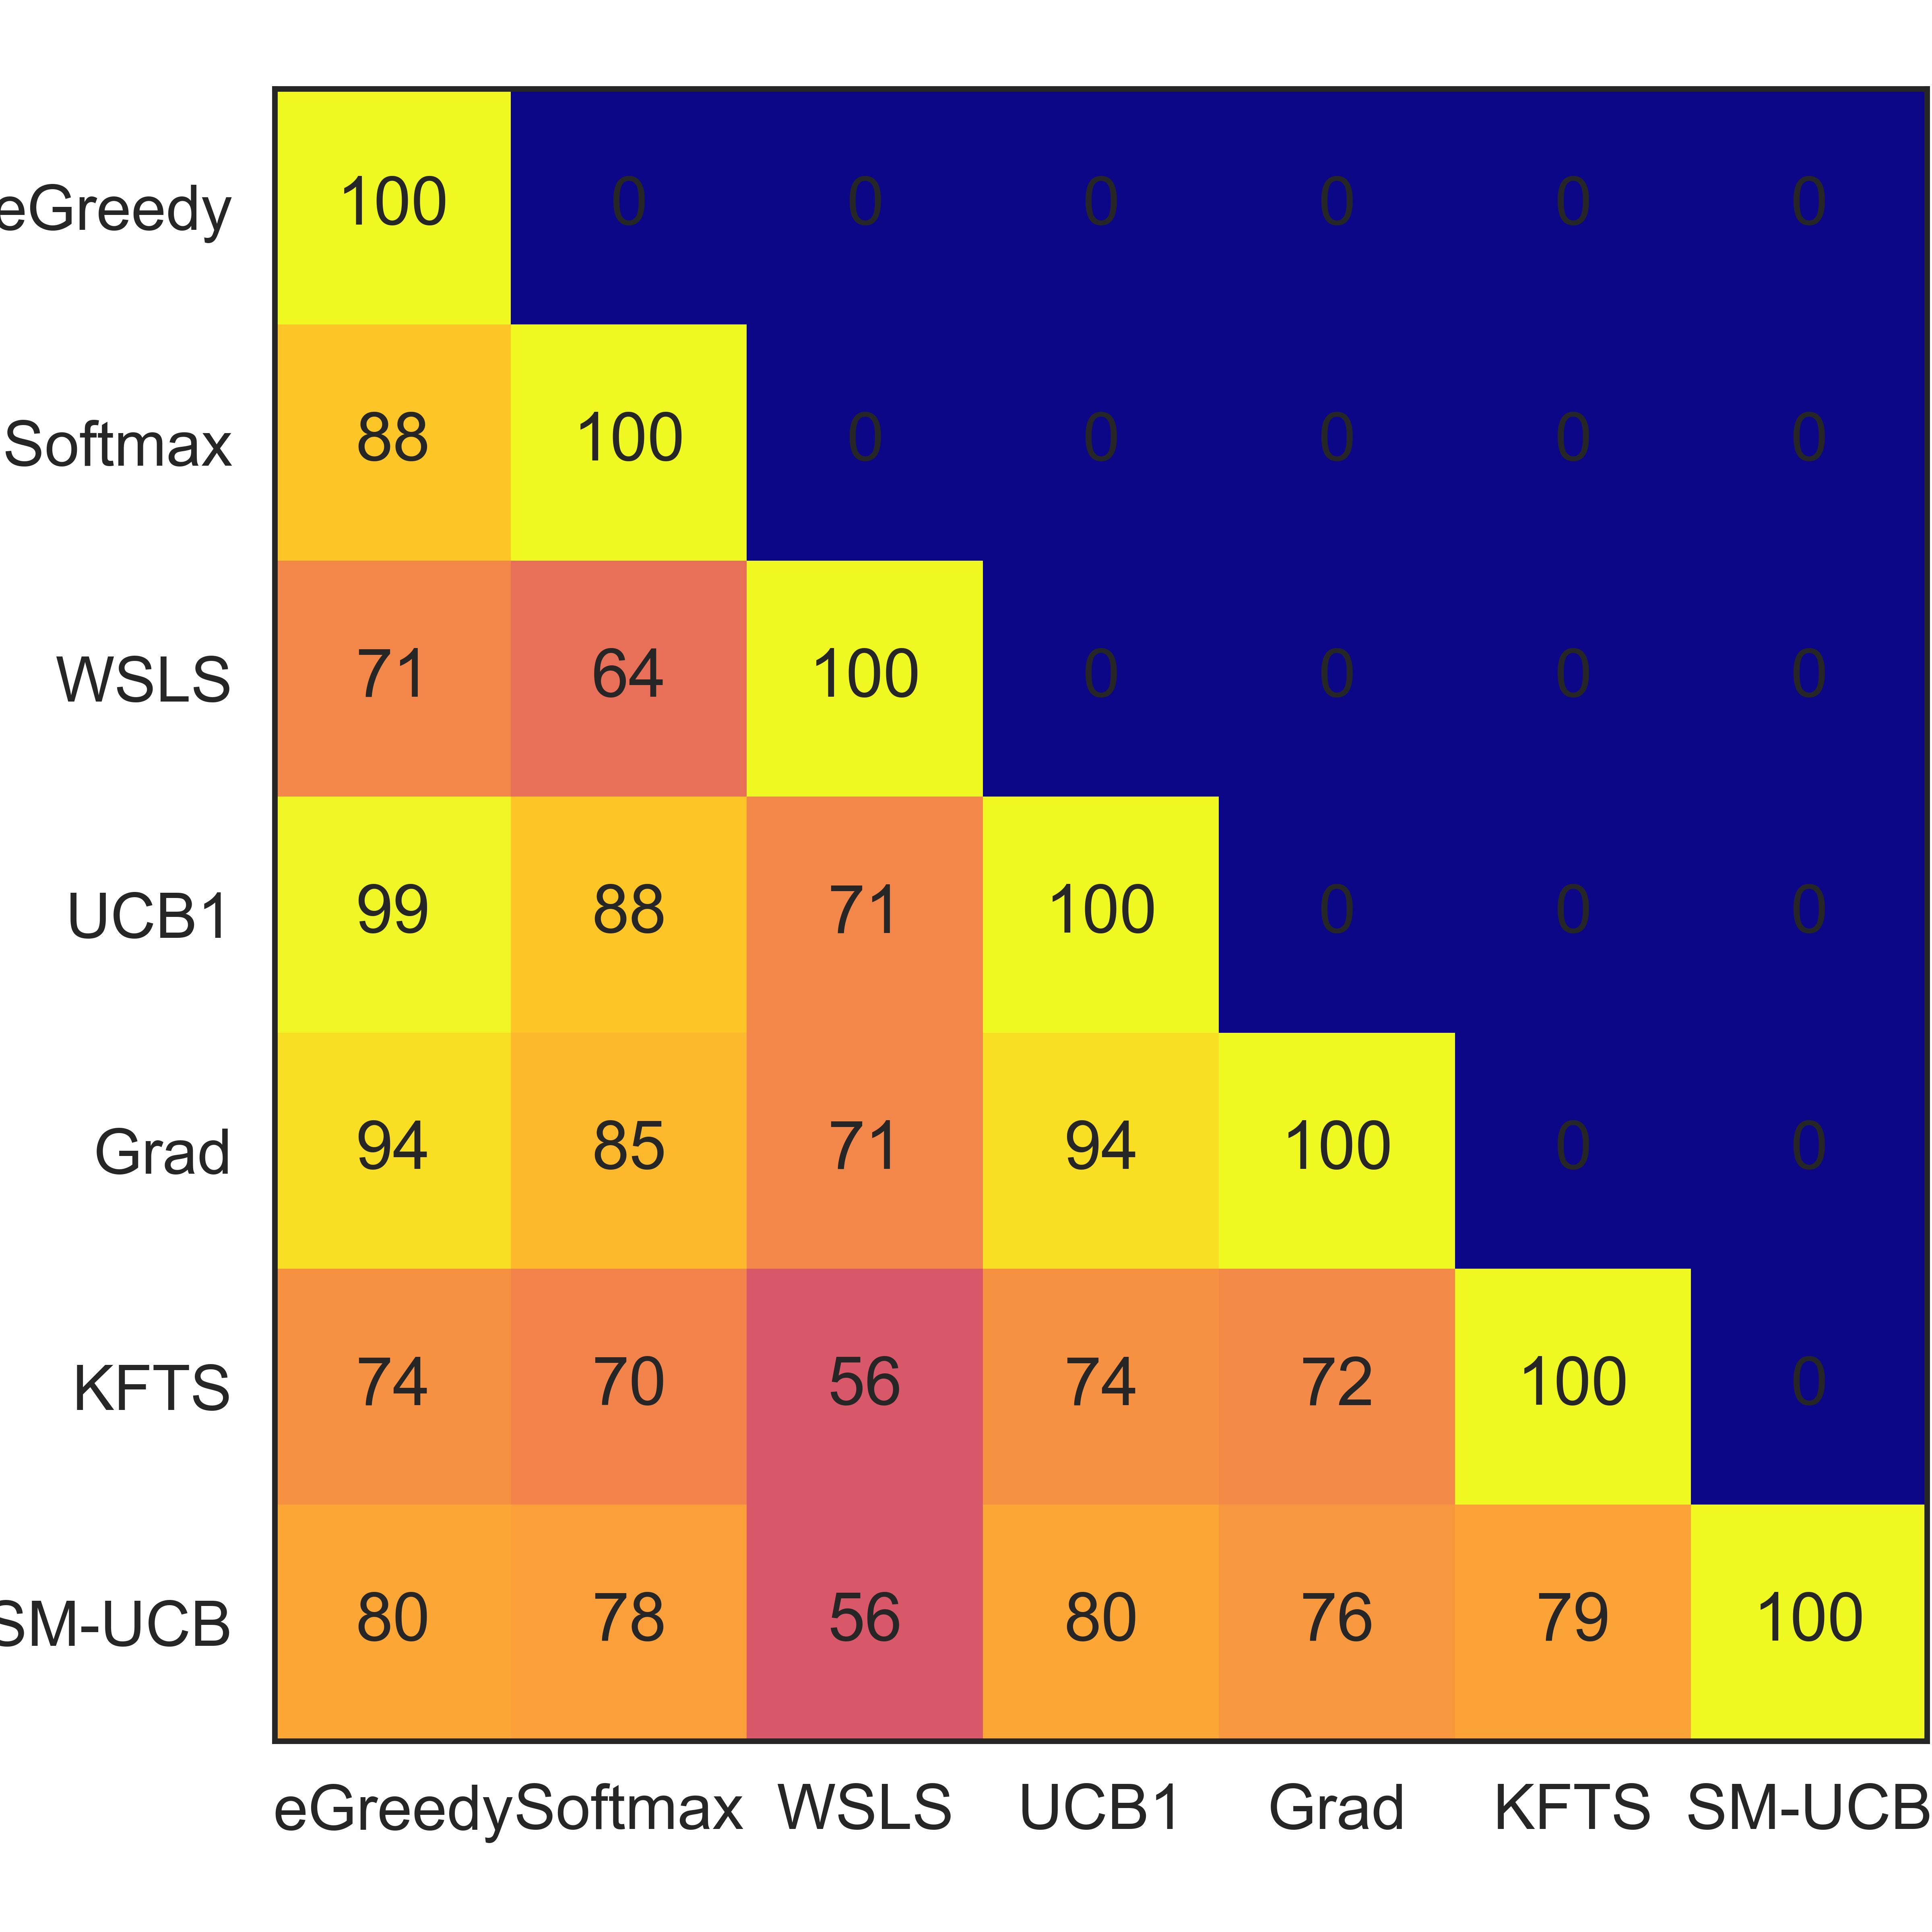 eGreedy 100 0 0 0 0 0 0
Softmax 88 100 0 0 0 0 0
WSLS 71 64 100 0 0 0 0
UCB1 99 88 71 100 0 0 0
Grad 94 85 71 94 100 0 0
KFTS 74 70 56 74 72 100 0
SM-UCB 80 78 56 80 76 79 100
eGreedy Softmax WSLS UCB1 Grad KFTS SM-UCB